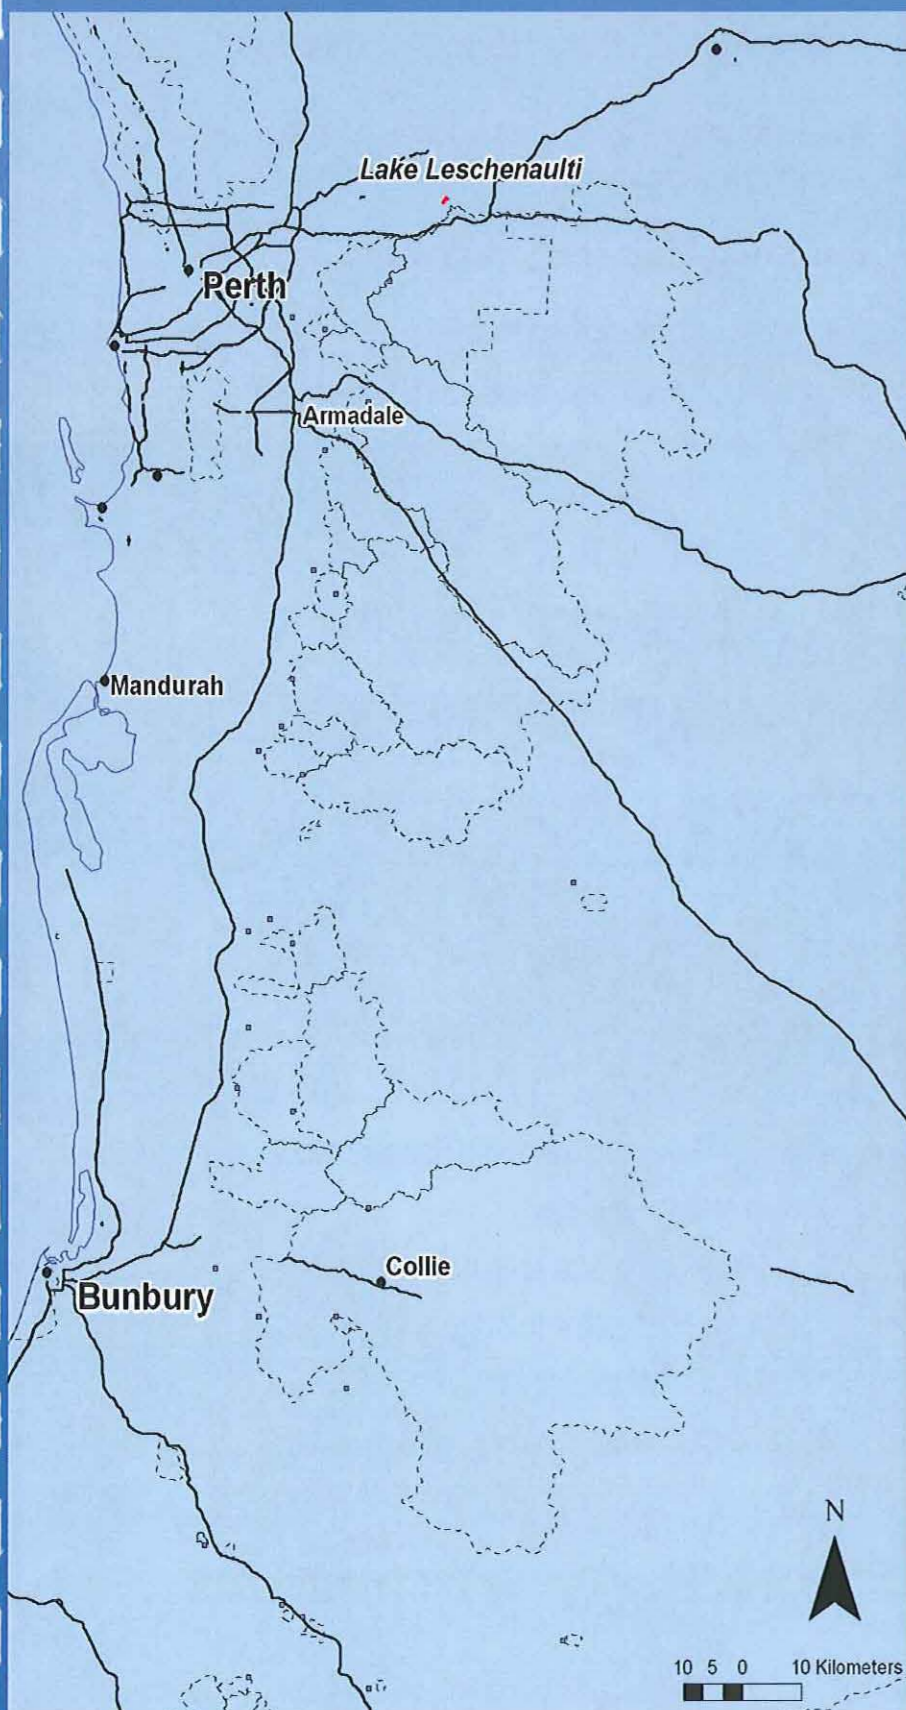 Lake Leschenaulti
Perth
Armadale
Mandurah
Collie
Bunbury
N
10 5 0 10 Kilometers